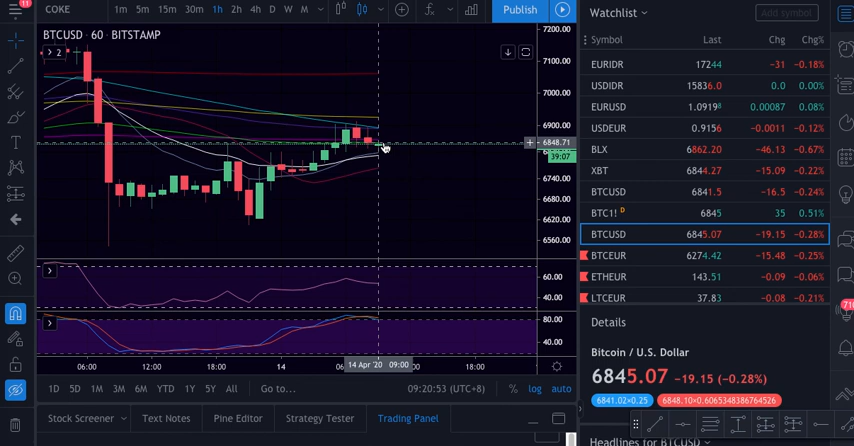 11
COKE
1m 5m 15m 30m 1h 2h 4h D W M
Publish
BTCUSD · 60 · BITSTAMP
2
7200.00
7100.00
7000.00
6900.00
6848.71
39:07
6740.00
6680.00
6620.00
6560.00
60.00
40.00
80.00
40.00
06:00
12:00
18:00
14
14 Apr '20 09:00
18:00
1D 5D 1M 3M 6M YTD 1Y 5Y All Go to...
09:20:53 (UTC+8)
% log auto
Stock Screener
Text Notes
Pine Editor
Strategy Tester
Trading Panel
Watchlist
Add symbol
Symbol Last Chg Chg%
EURIDR 17244 −31 −0.18%
USDIDR 15836.0 0.0 0.00%
EURUSD 1.09198 0.00087 0.08%
USDEUR 0.9156 −0.0011 −0.12%
BLX 6862.20 −46.13 −0.67%
XBT 6844.27 −15.09 −0.22%
BTCUSD 6841.5 −16.5 −0.24%
BTC1! D 6845 35 0.51%
BTCUSD 6845.07 −19.15 −0.28%
BTCEUR 6274.42 −15.48 −0.25%
ETHEUR 143.51 −0.09 −0.06%
LTCEUR 37.83 −0.08 −0.21%
Details
Bitcoin / U.S. Dollar
6845.07 −19.15 (−0.28%)
6841.02×0.25
6848.10×0.6065348386764526
Headlines for BTCUSD